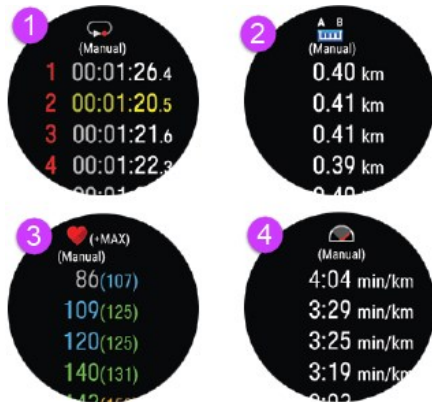 1
(Manual)
1 00:01:26.4
2 00:01:20.5
3 00:01:21.6
4 00:01:22.3
2
A B
(Manual)
0.40 km
0.41 km
0.41 km
0.39 km
3
(+MAX)
(Manual)
86(107)
109(125)
120(125)
140(131)
4
(Manual)
4:04 min/km
3:29 min/km
3:25 min/km
3:19 min/km